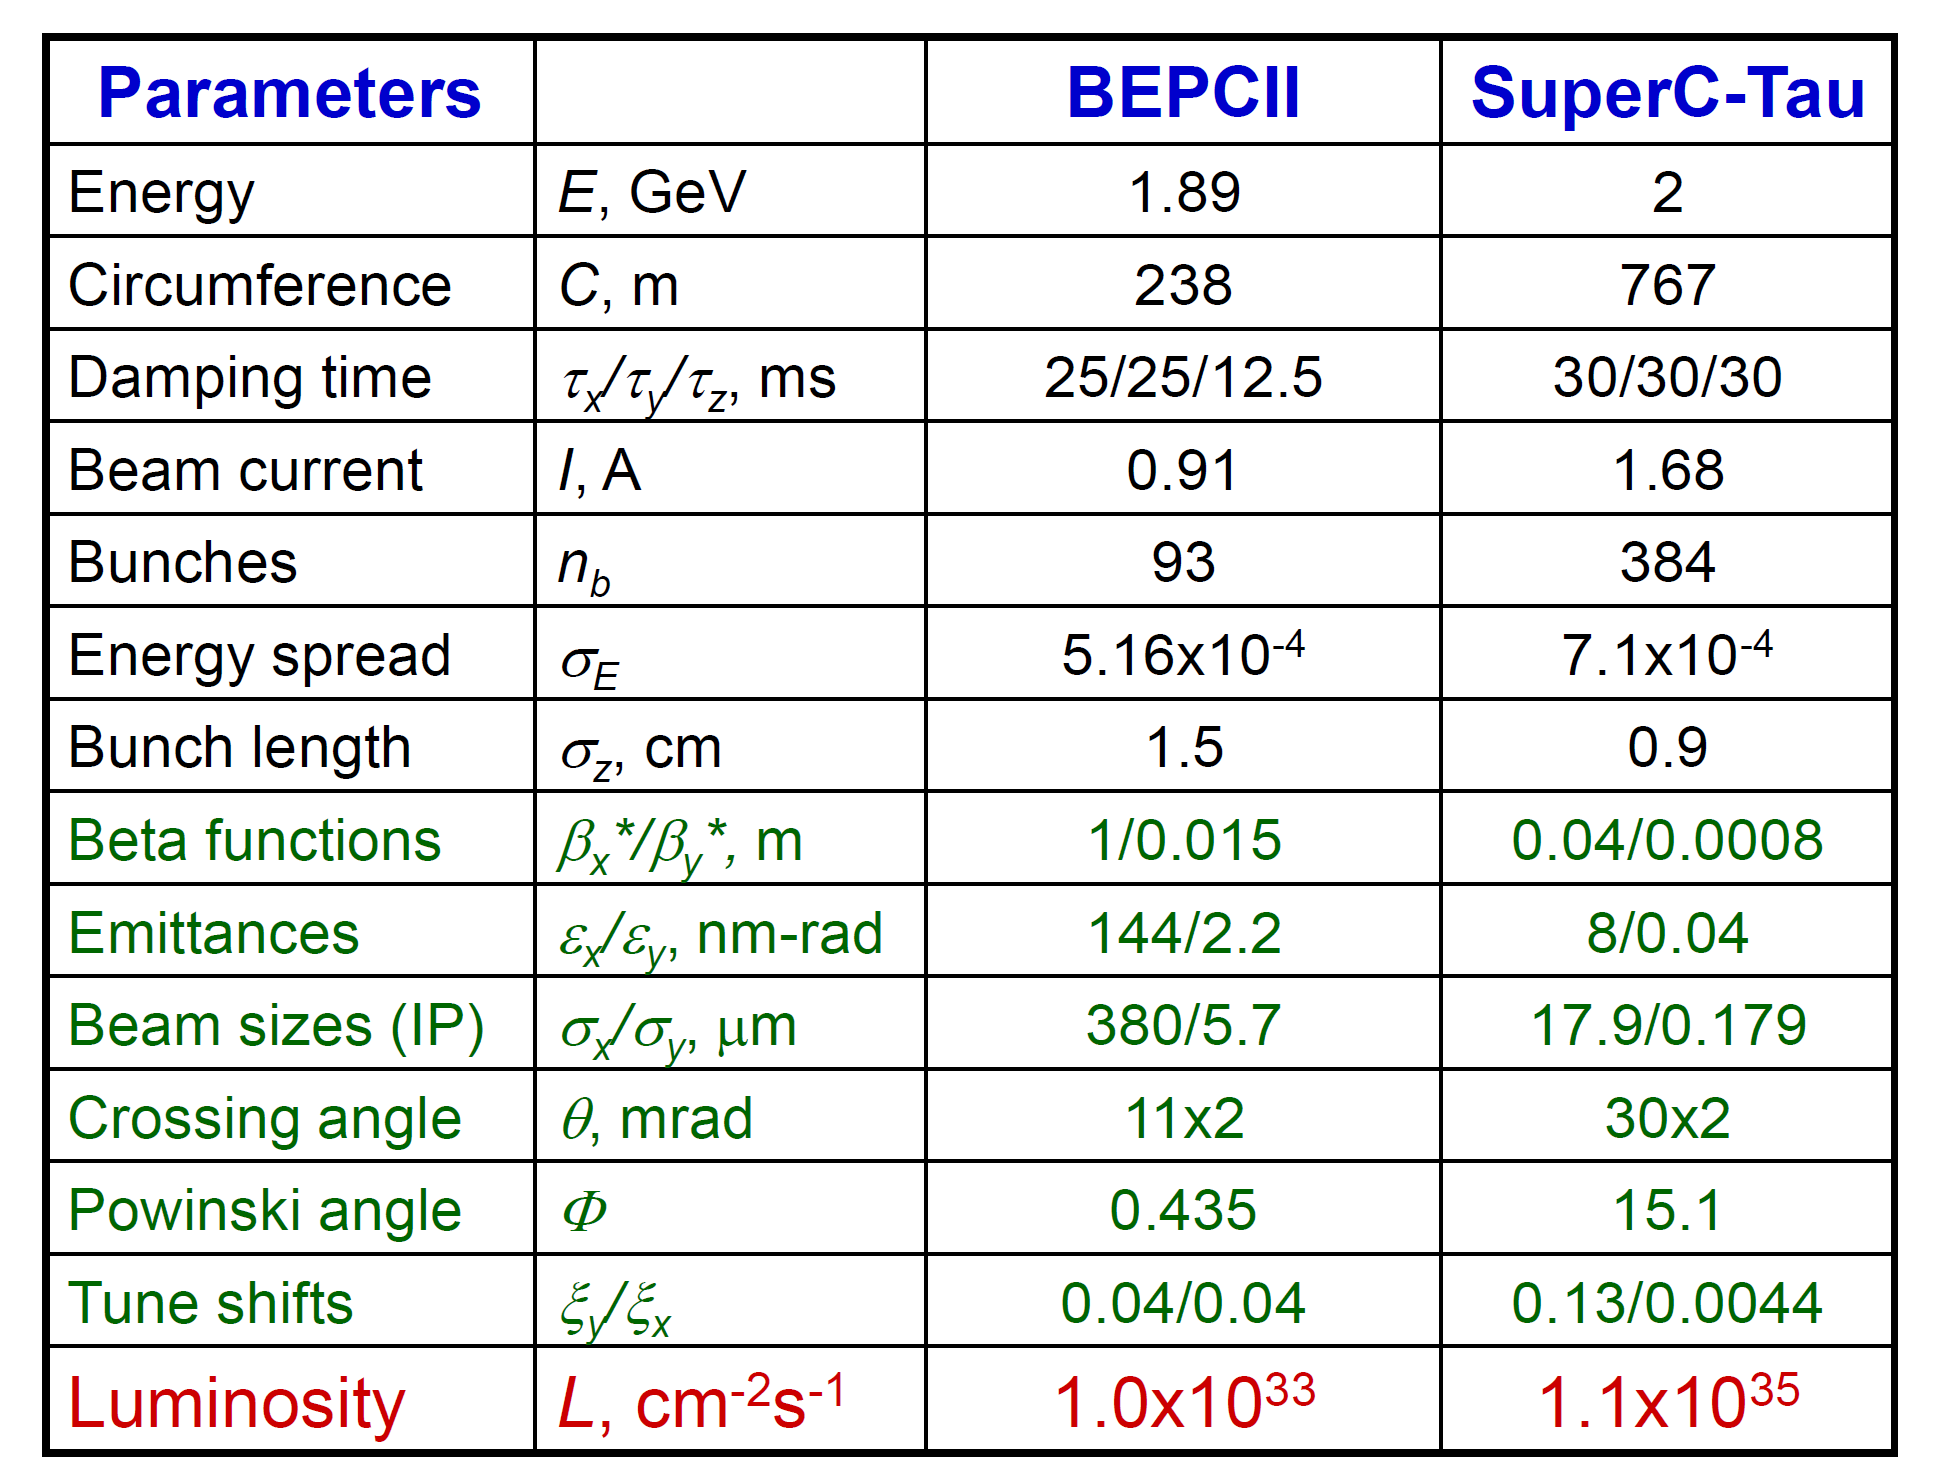 Parameters BEPCII SuperC-Tau
Energy E, GeV 1.89 2
Circumference C, m 238 767
Damping time τx/τy/τz, ms 25/25/12.5 30/30/30
Beam current I, A 0.91 1.68
Bunches nb 93 384
Energy spread σE 5.16x10-4 7.1x10-4
Bunch length σz, cm 1.5 0.9
Beta functions βx*/βy*, m 1/0.015 0.04/0.0008
Emittances εx/εy, nm-rad 144/2.2 8/0.04
Beam sizes (IP) σx/σy, μm 380/5.7 17.9/0.179
Crossing angle θ, mrad 11x2 30x2
Powinski angle Φ 0.435 15.1
Tune shifts ξy/ξx 0.04/0.04 0.13/0.0044
Luminosity L, cm-2s-1 1.0x1033 1.1x1035